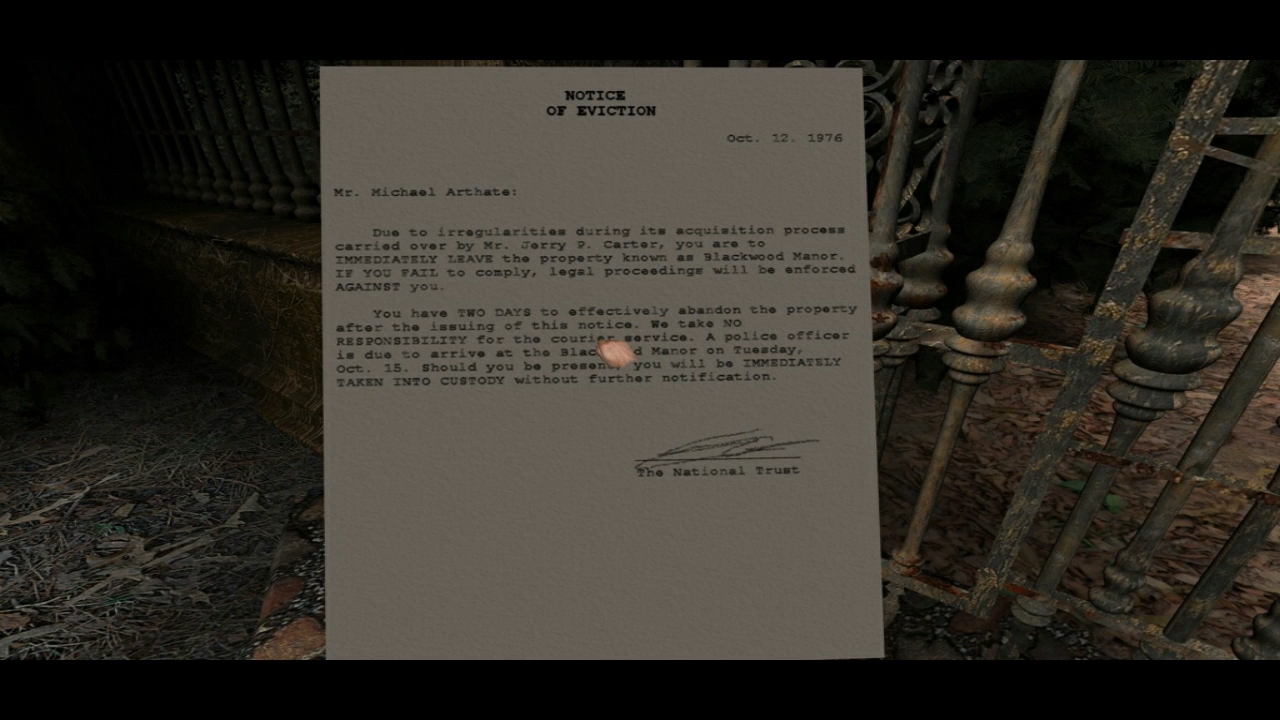 NOTICE
OF EVICTION
Oct. 12. 1976
Mr. Michael Arthate:
Due to irregularities during its acquisition process
carried over by Mr. Jerry P. Carter, you are to
IMMEDIATELY LEAVE the property known as Blackwood Manor.
IF YOU FAIL to comply, legal proceedings will be enforced
AGAINST you.
You have TWO DAYS to effectively abandon the property
after the issuing of this notice. We take NO
RESPONSIBILITY for the courier service. A police officer
is due to arrive at the Manor on Tuesday,
Oct. 15. Should you be present, you will be IMMEDIATELY
TAKEN INTO CUSTODY without further notification.
The National Trust